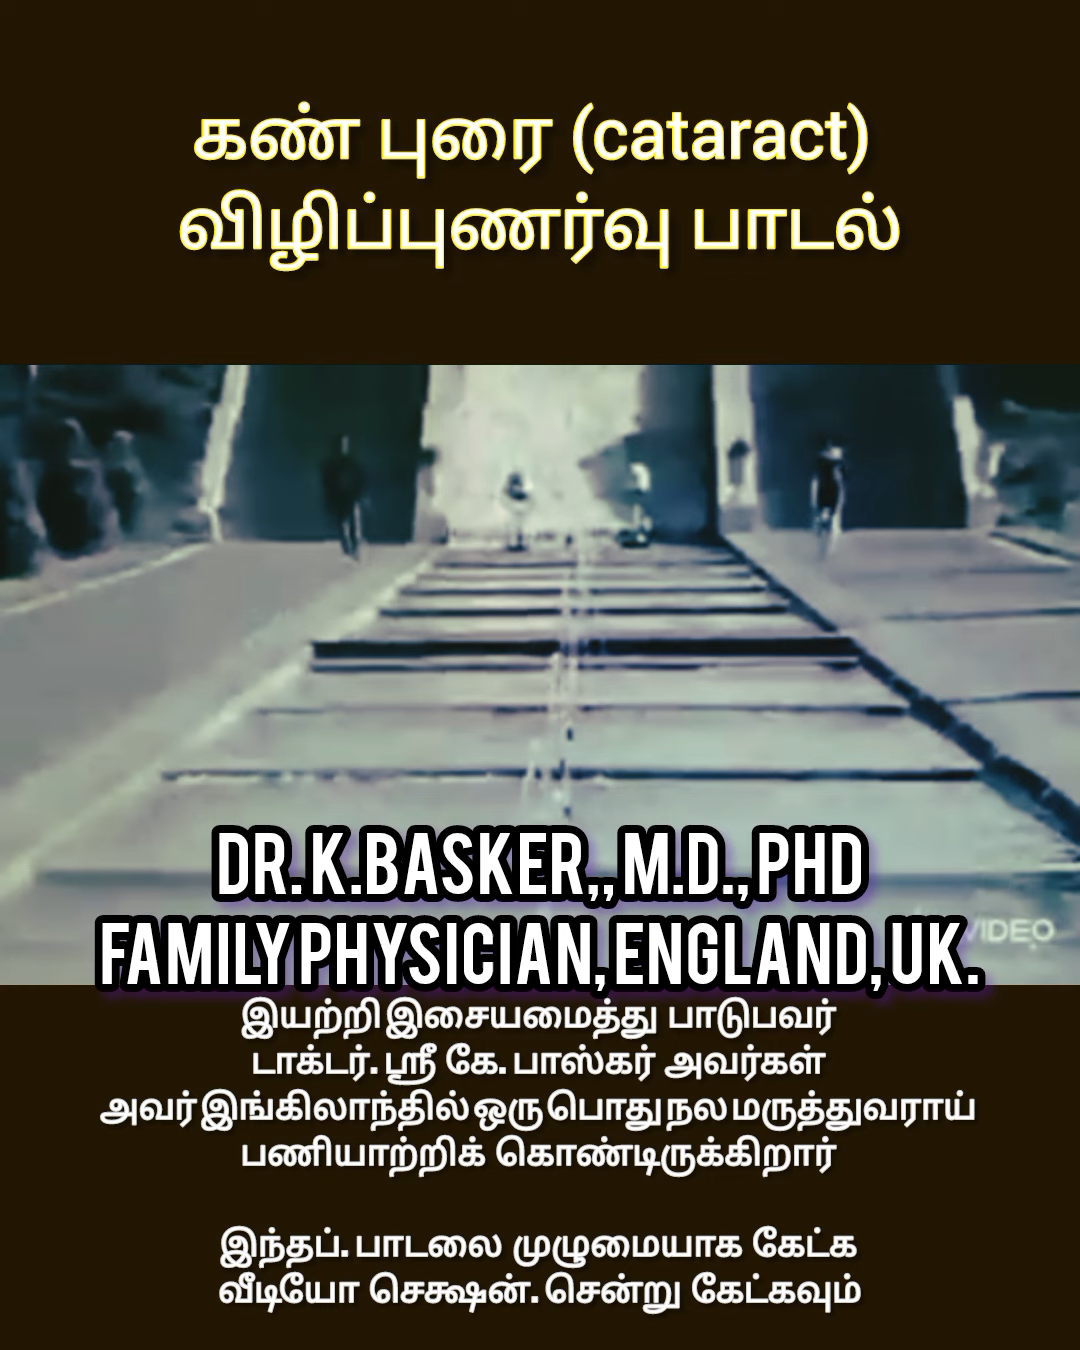 கண் புரை (cataract)
விழிப்புணர்வு பாடல்
DR. K.BASKER,, M.D., PHD
VIDEO
FAMILY PHYSICIAN, ENGLAND, UK.
இயற்றி இசையமைத்து பாடுபவர்
டாக்டர். ஸ்ரீ கே. பாஸ்கர் அவர்கள்
அவர் இங்கிலாந்தில் ஒரு பொது நல மருத்துவராய்
பணியாற்றிக் கொண்டிருக்கிறார்
இந்தப். பாடலை முழுமையாக கேட்க
வீடியோ செக்ஷன். சென்று கேட்கவும்